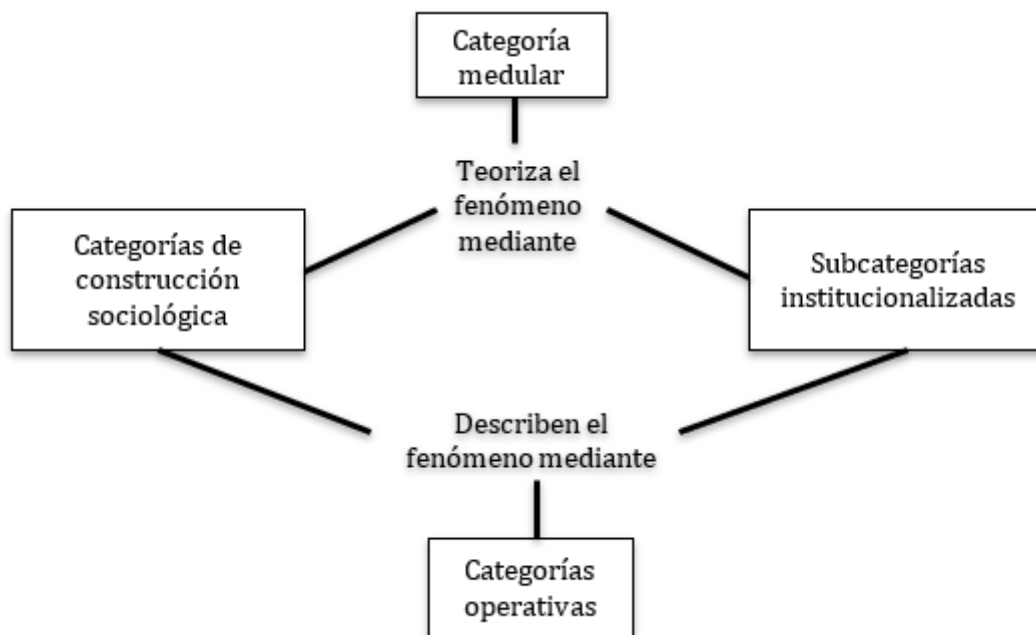 Categoría
medular
Teoriza el
fenómeno
mediante
Categorías de
construcción
sociológica
Subcategorías
institucionalizadas
Describen el
fenómeno mediante
Categorías
operativas